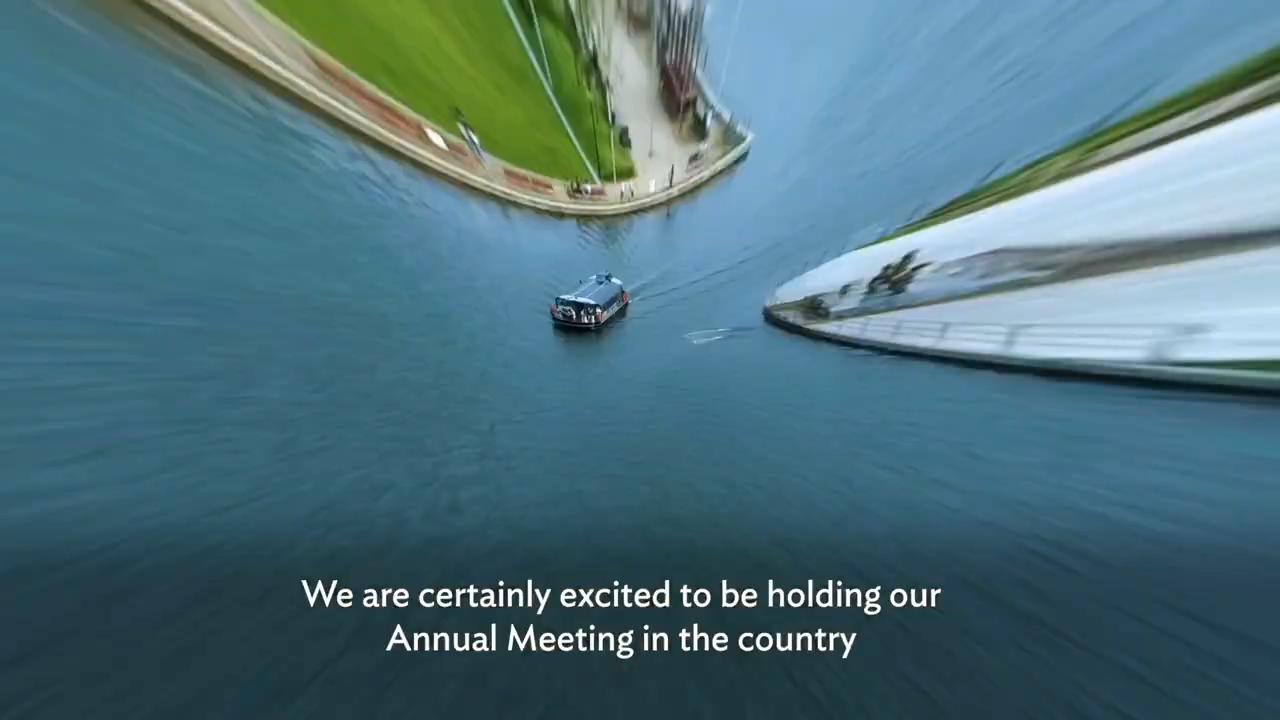 We are certainly excited to be holding our
Annual Meeting in the country